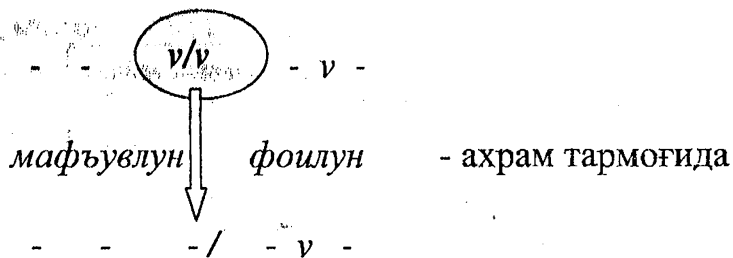 - - v/v - v -
мафъувлун фоилун - ахрам тармоғида
- - -/ - v -